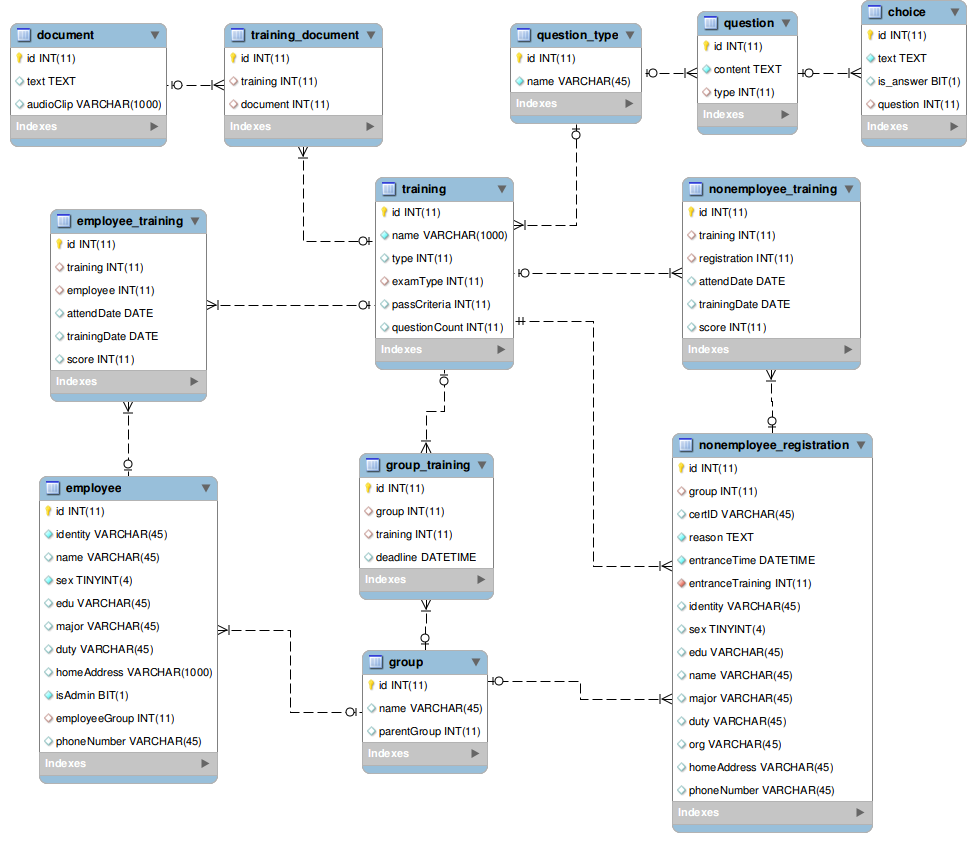 document
id INT(11)
text TEXT
audioClip VARCHAR(1000)
Indexes
training_document
id INT(11)
training INT(11)
document INT(11)
Indexes
question_type
id INT(11)
name VARCHAR(45)
Indexes
question
id INT(11)
content TEXT
type INT(11)
Indexes
choice
id INT(11)
text TEXT
is_answer BIT(1)
question INT(11)
Indexes
employee_training
id INT(11)
training INT(11)
employee INT(11)
attendDate DATE
trainingDate DATE
score INT(11)
Indexes
training
id INT(11)
name VARCHAR(1000)
type INT(11)
examType INT(11)
passCriteria INT(11)
questionCount INT(11)
Indexes
nonemployee_training
id INT(11)
training INT(11)
registration INT(11)
attendDate DATE
trainingDate DATE
score INT(11)
Indexes
employee
id INT(11)
identity VARCHAR(45)
name VARCHAR(45)
sex TINYINT(4)
edu VARCHAR(45)
major VARCHAR(45)
duty VARCHAR(45)
homeAddress VARCHAR(1000)
isAdmin BIT(1)
employeeGroup INT(11)
phoneNumber VARCHAR(45)
Indexes
group_training
id INT(11)
group INT(11)
training INT(11)
deadline DATETIME
Indexes
group
id INT(11)
name VARCHAR(45)
parentGroup INT(11)
Indexes
nonemployee_registration
id INT(11)
group INT(11)
certID VARCHAR(45)
reason TEXT
entranceTime DATETIME
entranceTraining INT(11)
identity VARCHAR(45)
sex TINYINT(4)
edu VARCHAR(45)
name VARCHAR(45)
major VARCHAR(45)
duty VARCHAR(45)
org VARCHAR(45)
homeAddress VARCHAR(45)
phoneNumber VARCHAR(45)
Indexes